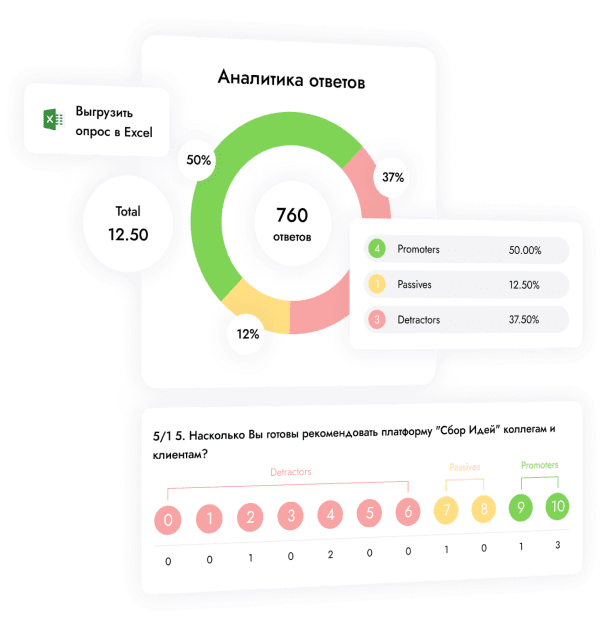 Аналитика ответов
Выгрузить
опрос в Excel
50%
37%
Total
12.50
760
ответов
4 Promoters 50.00%
1 Passives 12.50%
3 Detractors 37.50%
12%
5/1 5. Насколько Вы готовы рекомендовать платформу "Сбор Идей" коллегам и
клиентам?
Detractors Passives Promoters
0 1 2 3 4 5 6 7 8 9 10
0 0 1 0 2 0 0 1 0 1 3